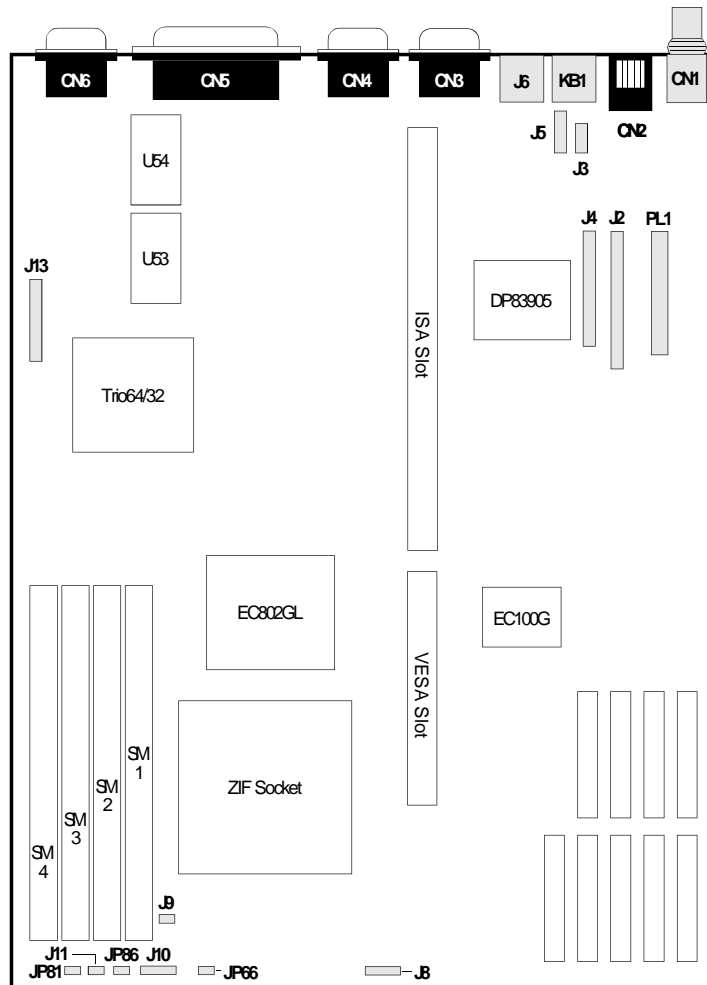 CN6
CN5
CN4
CN3
J6
KB1
CN2
CN1
J5
J3
U54
U53
J13
J4
J2
PL1
DP83905
ISA Slot
Trio64/32
EC802GL
EC100G
VESA Slot
ZIF Socket
SM
1
SM
2
SM
3
SM
4
J9
J11
JP86
J10
JP81
JP66
J8